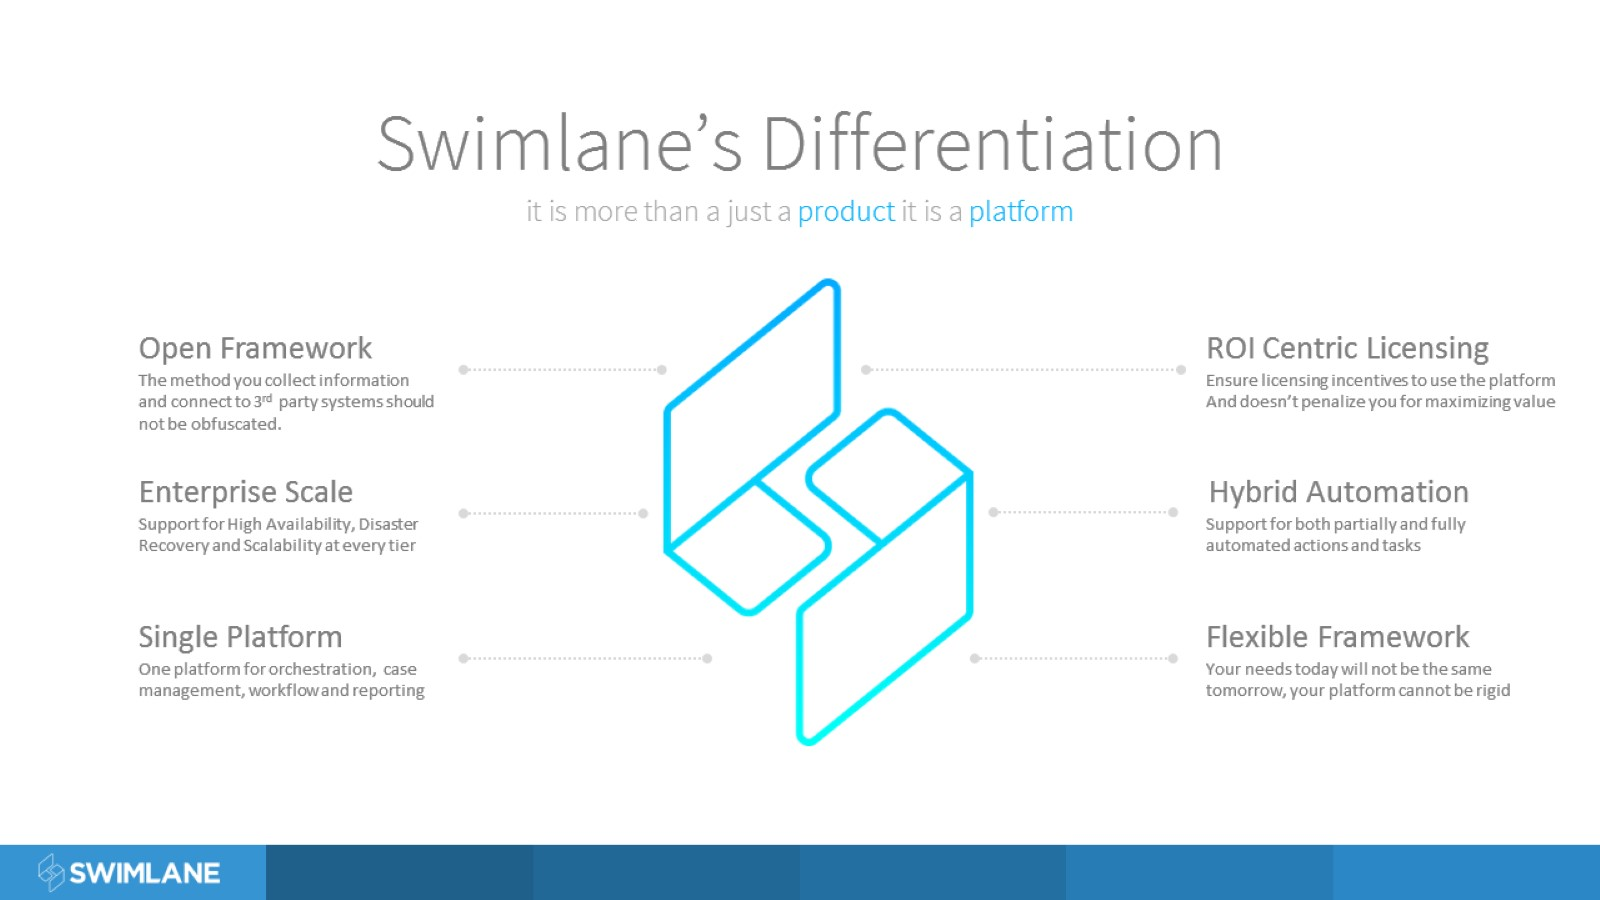 Swimlane’s Differentiation
it is more than a just a product it is a platform
Open Framework
The method you collect information
and connect to 3rd party systems should
not be obfuscated.
Enterprise Scale
Support for High Availability, Disaster
Recovery and Scalability at every tier
Single Platform
One platform for orchestration, case
management, workflow and reporting
ROI Centric Licensing
Ensure licensing incentives to use the platform
And doesn’t penalize you for maximizing value
Hybrid Automation
Support for both partially and fully
automated actions and tasks
Flexible Framework
Your needs today will not be the same
tomorrow, your platform cannot be rigid
SWIMLANE